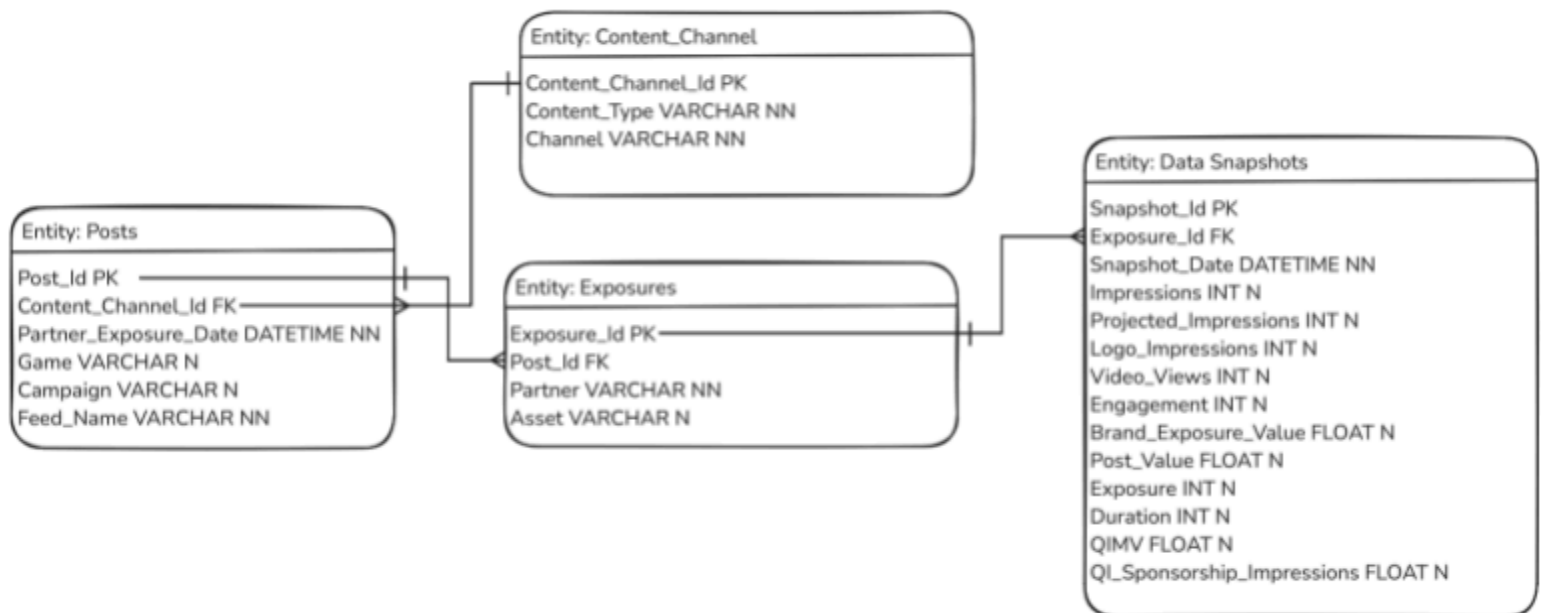 Entity: Content_Channel
Content_Channel_Id PK
Content_Type VARCHAR NN
Channel VARCHAR NN
Entity: Posts
Post_Id PK
Content_Channel_Id FK
Partner_Exposure_Date DATETIME NN
Game VARCHAR N
Campaign VARCHAR N
Feed_Name VARCHAR NN
Entity: Exposures
Exposure_Id PK
Post_Id FK
Partner VARCHAR NN
Asset VARCHAR N
Entity: Data Snapshots
Snapshot_Id PK
Exposure_Id FK
Snapshot_Date DATETIME NN
Impressions INT N
Projected_Impressions INT N
Logo_Impressions INT N
Video_Views INT N
Engagement INT N
Brand_Exposure_Value FLOAT N
Post_Value FLOAT N
Exposure INT N
Duration INT N
QIMV FLOAT N
QI_Sponsorship_Impressions FLOAT N